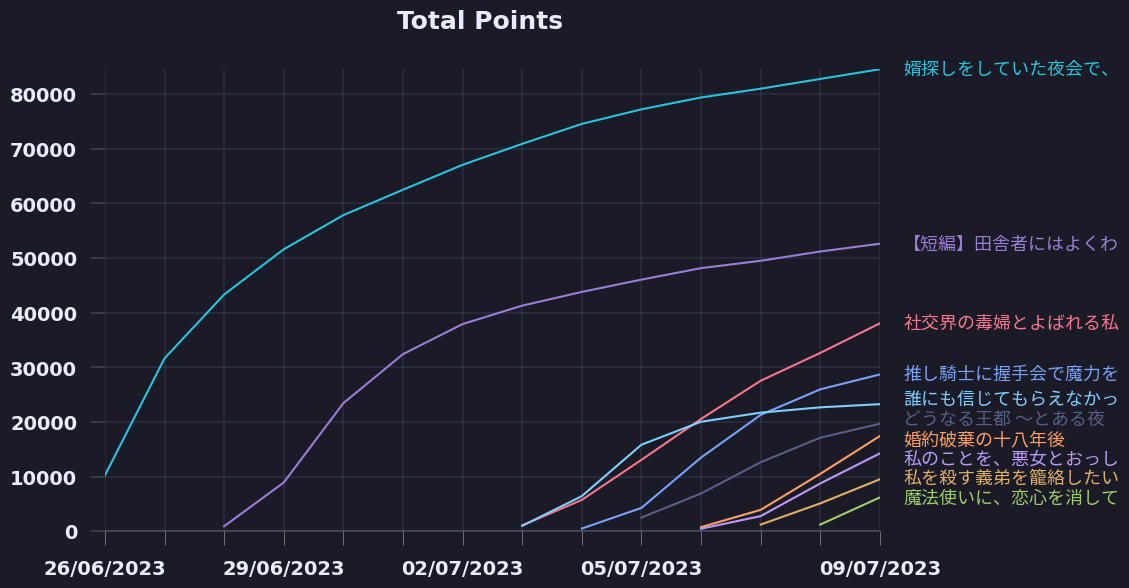 Total Points
80000
70000
60000
50000
40000
30000
20000
10000
0
26/06/2023
29/06/2023
02/07/2023
05/07/2023
09/07/2023
婿探しをしていた夜会で、
【短編】田舎者にはよくわ
社交界の毒婦とよばれる私
推し騎士に握手会で魔力を
誰にも信じてもらえなかっ
どうなる王都 〜とある夜
婚約破棄の十八年後
私のことを、悪女とおっし
私を殺す義弟を籠絡したい
魔法使いに、恋心を消して